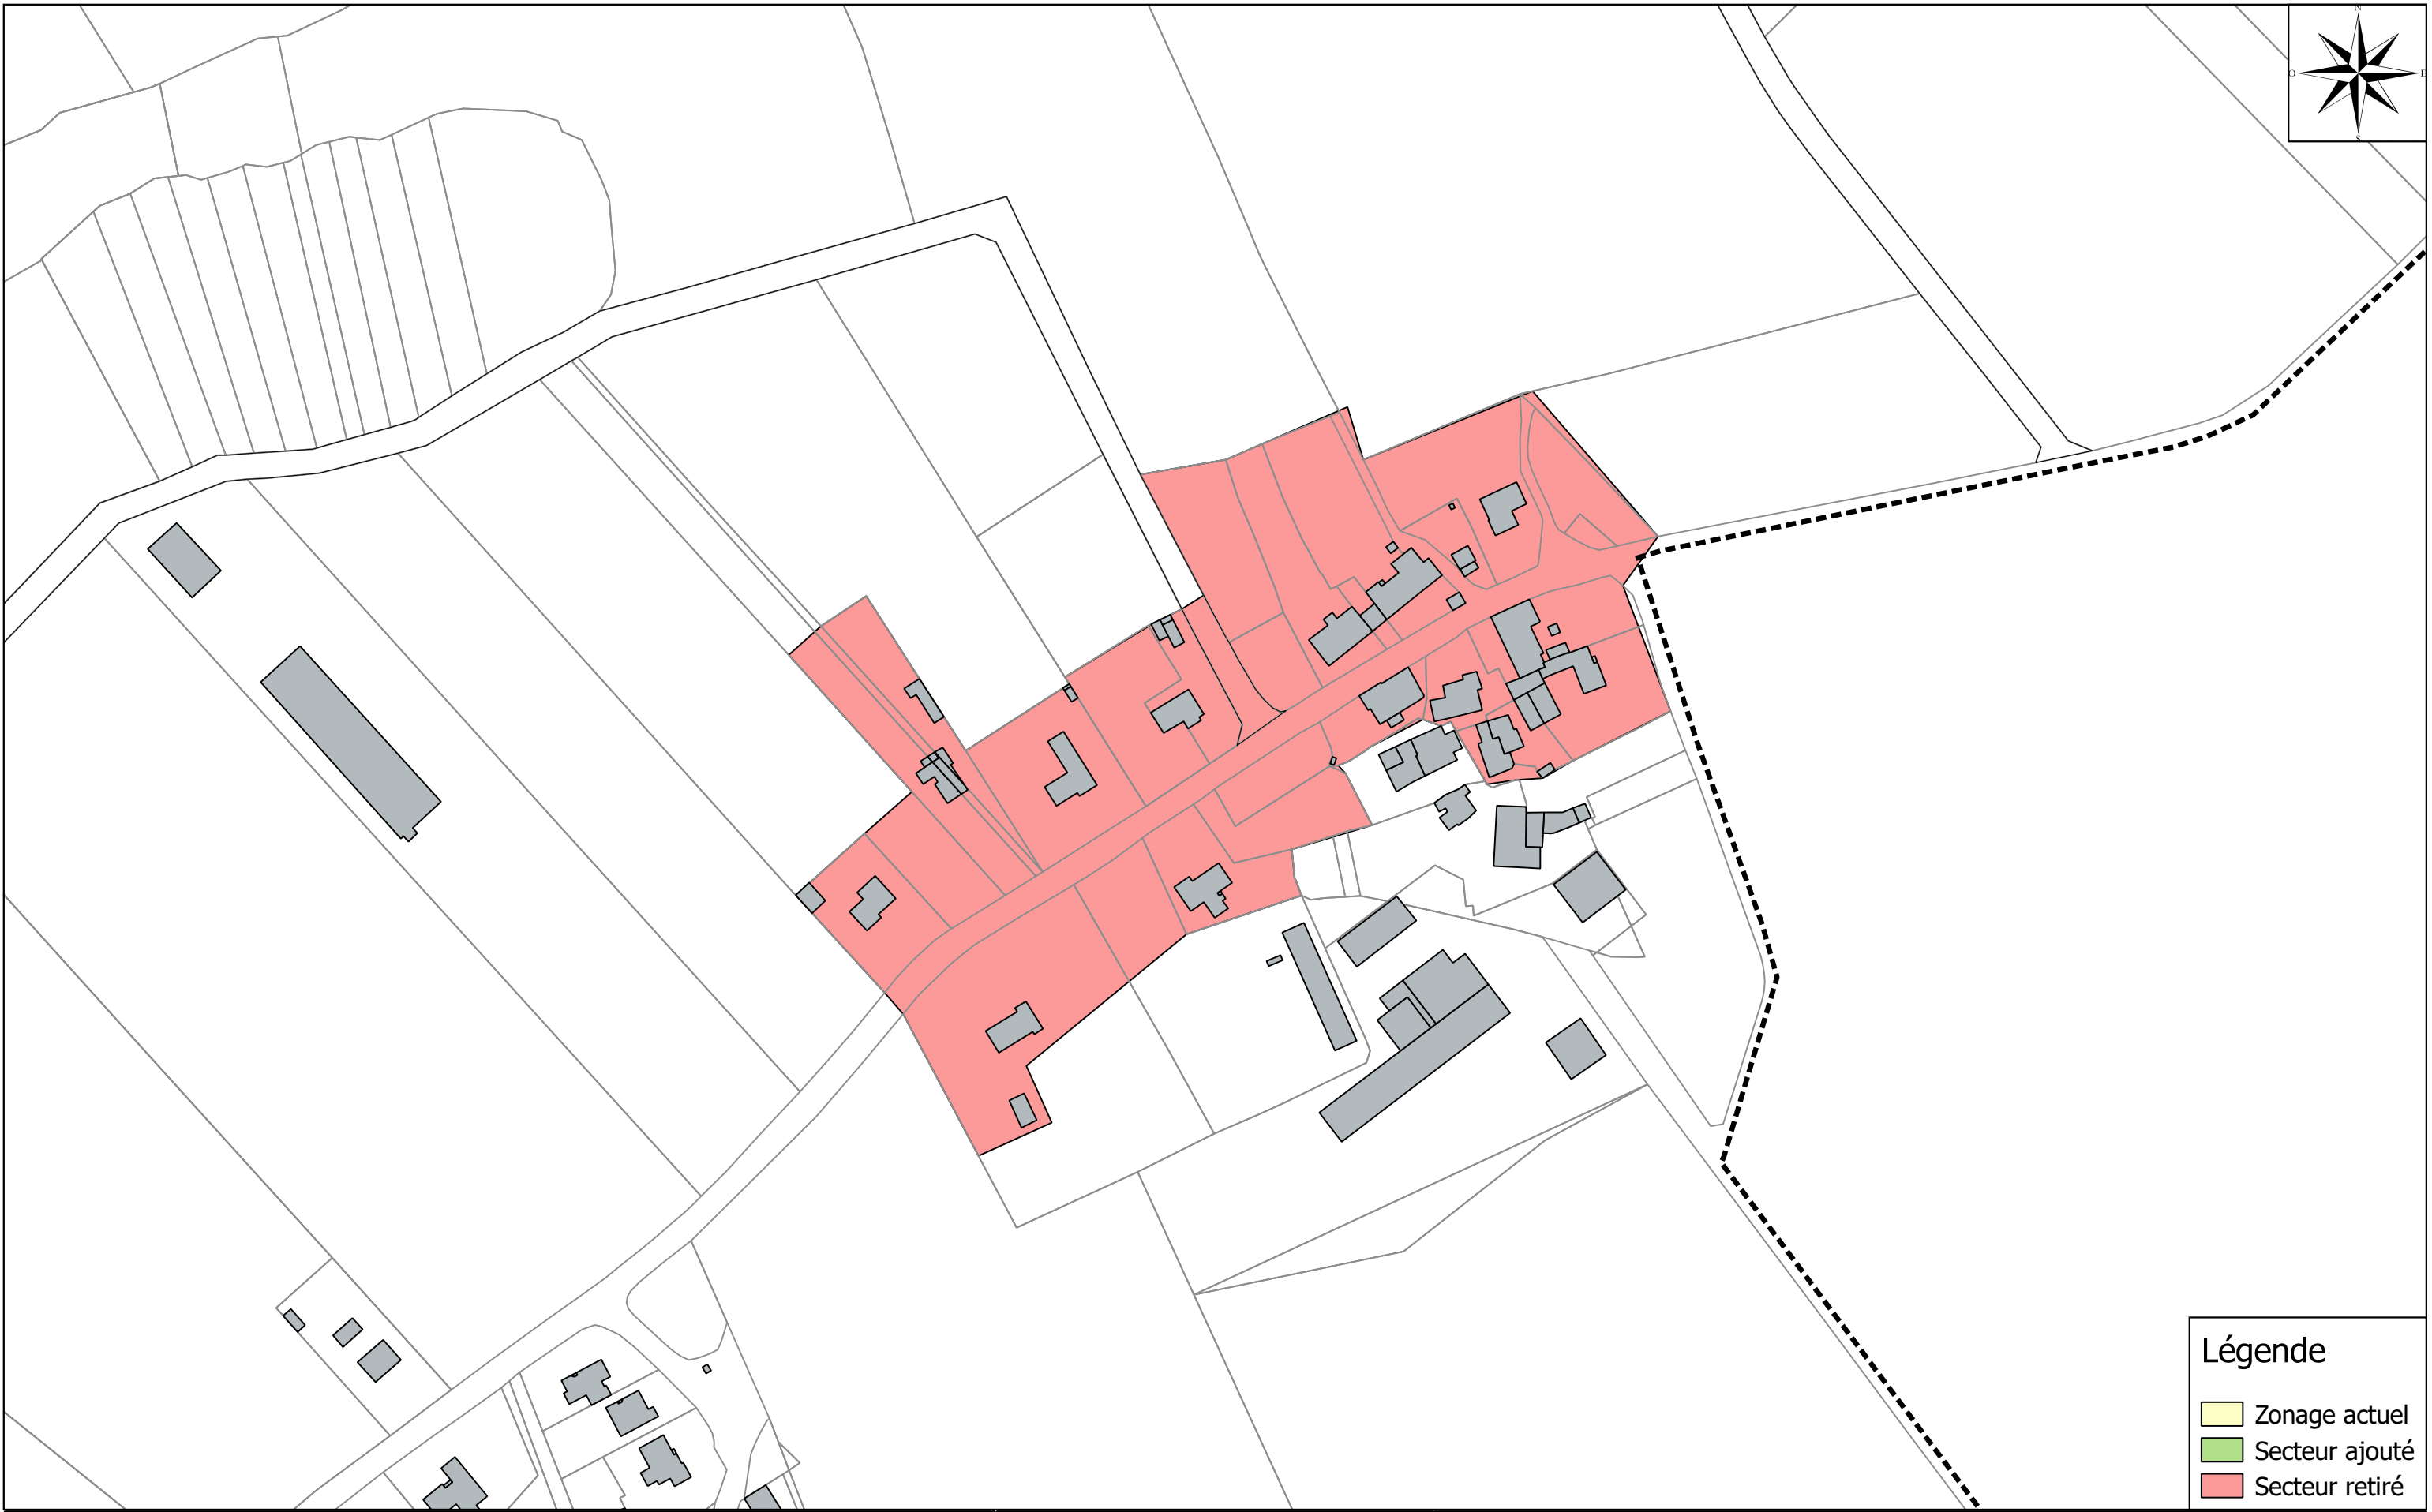 N
O
E
S
Légende
Zonage actuel
Secteur ajouté
Secteur retiré